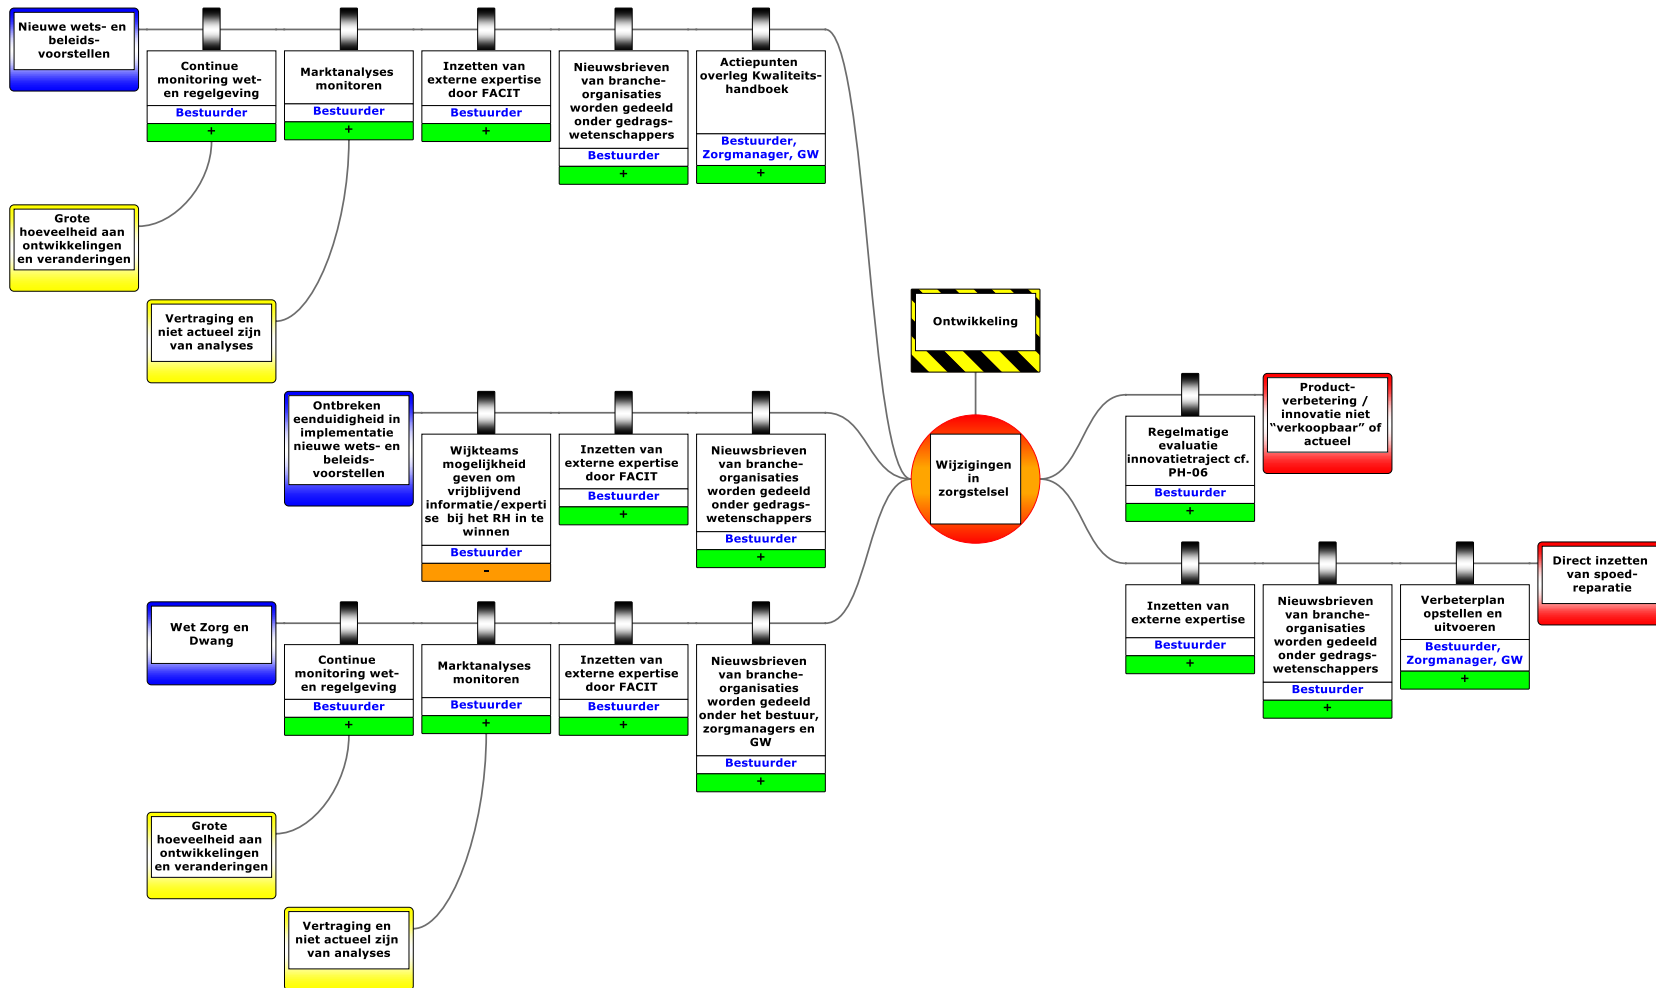 Nieuwe wets- en
beleids-
voorstellen
Continue
monitoring wet-
en regelgeving
Bestuurder
+
Marktanalyses
monitoren
Bestuurder
+
Inzetten van
externe expertise
door FACIT
Bestuurder
+
Nieuwsbrieven
van branche-
organisaties
worden gedeeld
onder gedrags-
wetenschappers
Bestuurder
+
Actiepunten
overleg Kwaliteits-
handboek
Bestuurder,
Zorgmanager, GW
+
Grote
hoeveelheid aan
ontwikkelingen
en veranderingen
Vertraging en
niet actueel zijn
van analyses
Ontbreken
eenduidigheid in
implementatie
nieuwe wets- en
beleids-
voorstellen
Wijkteams
mogelijkheid
geven om
vrijblijvend
informatie/experti
se bij het RH in te
winnen
Bestuurder
-
Inzetten van
externe expertise
door FACIT
Bestuurder
+
Nieuwsbrieven
van branche-
organisaties
worden gedeeld
onder gedrags-
wetenschappers
Bestuurder
+
Wet Zorg en
Dwang
Continue
monitoring wet-
en regelgeving
Bestuurder
+
Marktanalyses
monitoren
Bestuurder
+
Inzetten van
externe expertise
door FACIT
Bestuurder
+
Nieuwsbrieven
van branche-
organisaties
worden gedeeld
onder het bestuur,
zorgmanagers en
GW
Bestuurder
+
Grote
hoeveelheid aan
ontwikkelingen
en veranderingen
Vertraging en
niet actueel zijn
van analyses
Ontwikkeling
Wijzigingen
in
zorgstelsel
Regelmatige
evaluatie
innovatietraject cf.
PH-06
Bestuurder
+
Product-
verbetering /
innovatie niet
“verkoopbaar” of
actueel
Inzetten van
externe expertise
Bestuurder
+
Nieuwsbrieven
van branche-
organisaties
worden gedeeld
onder gedrags-
wetenschappers
Bestuurder
+
Verbeterplan
opstellen en
uitvoeren
Bestuurder,
Zorgmanager, GW
+
Direct inzetten
van spoed-
reparatie